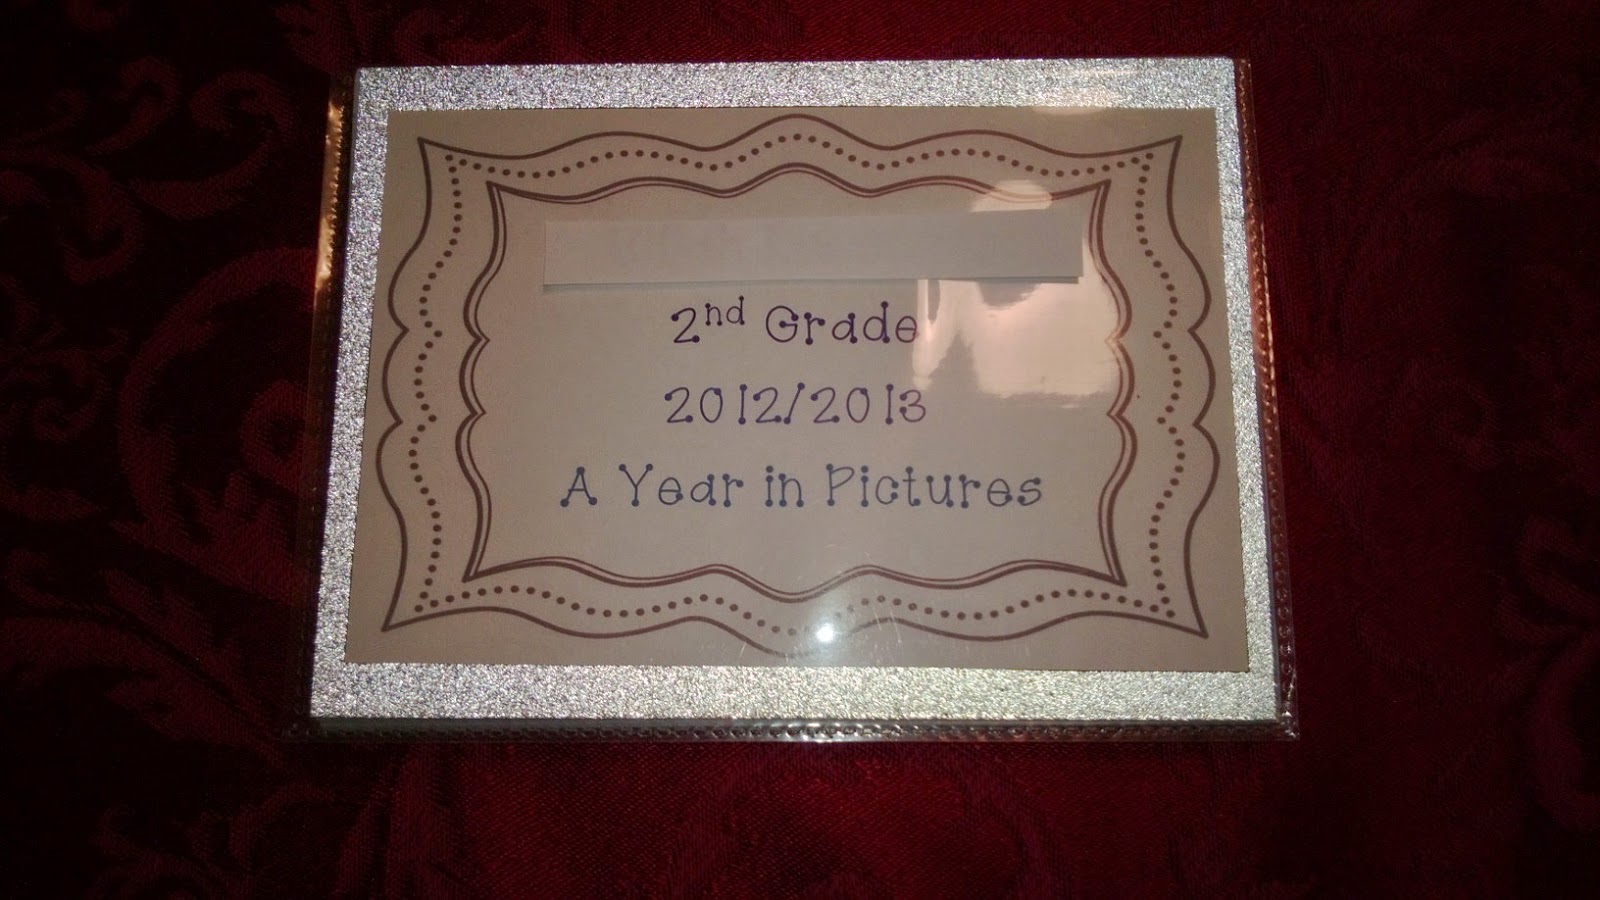 2nd Grade
2012/2013
A Year in Pictures